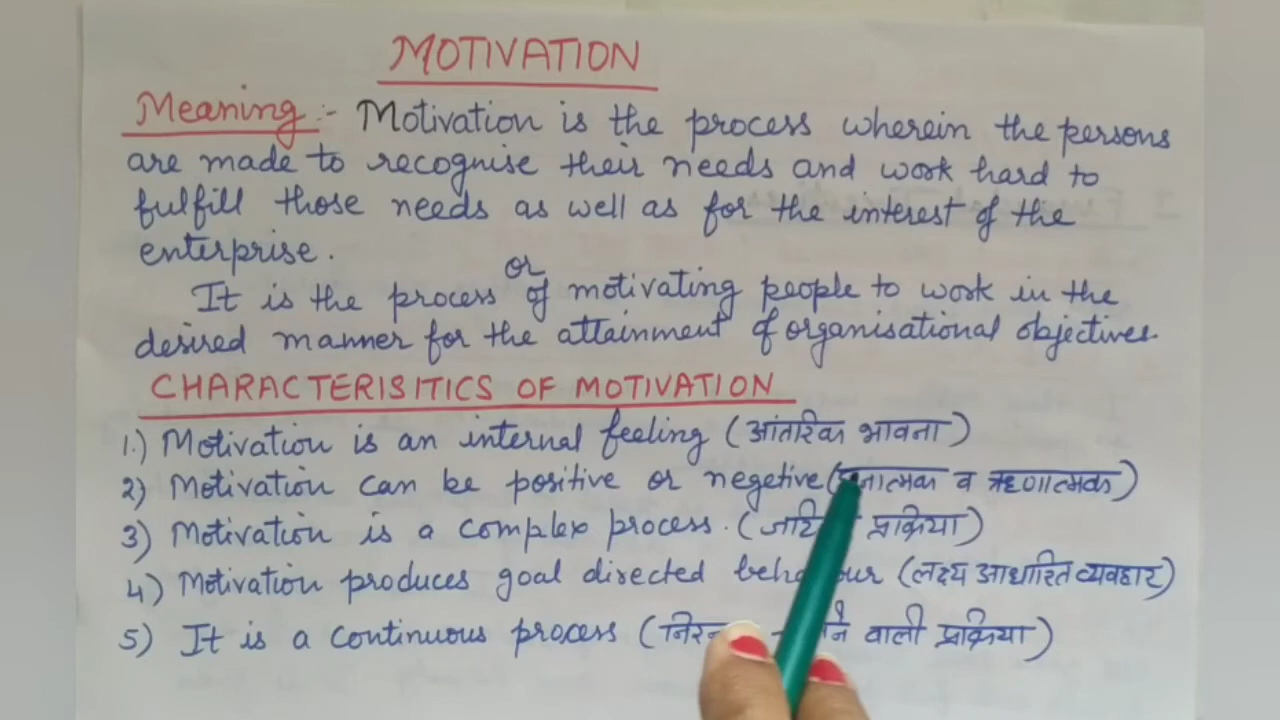 MOTIVATION
Meaning :- Motivation is the process wherein the persons
are made to recognise their needs and work hard to
fulfill those needs as well as for the interest of the
enterprise.
or
It is the process of motivating people to work in the
desired manner for the attainment of organisational objectives.
CHARACTERISITICS OF MOTIVATION
1.) Motivation is an internal feeling (आंतरिक भावना)
2) Motivation can be positive or negetive ( व ऋणात्मक)
3) Motivation is a complex process. ( प्रक्रिया)
4) Motivation produces goal directed (लक्ष्य आधारित व्यवहार)
5) It is a continuous process ( वाली प्रक्रिया)